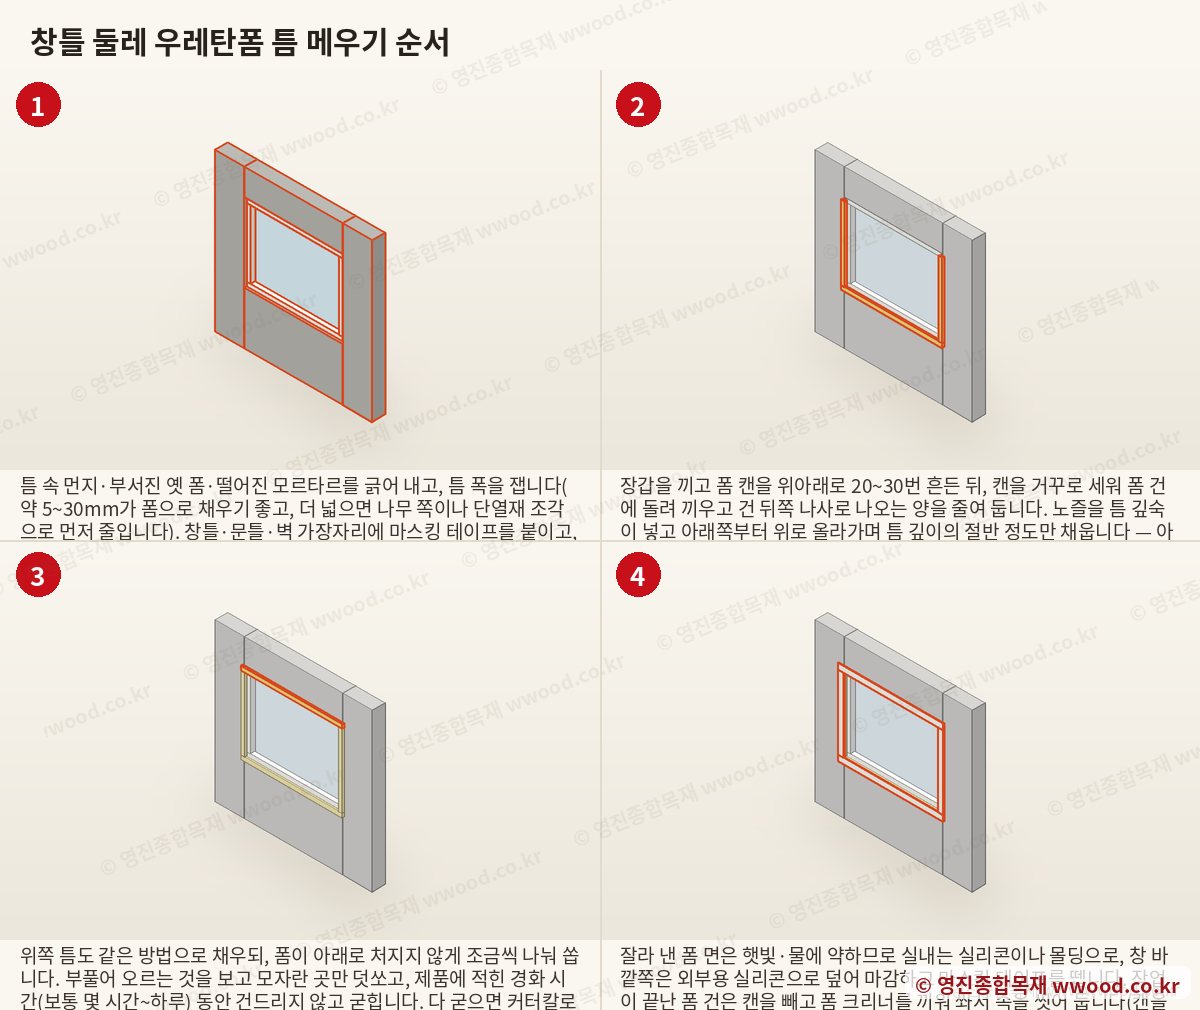 창틀 둘레 우레탄폼 틈 메우기 순서
1
2
틈 속 먼지·부서진 옛 폼·떨어진 모르타르를 긁어 내고, 틈 폭을 잽니다(
약 5~30mm가 폼으로 채우기 좋고, 더 넓으면 나무 쪽이나 단열재 조각
으로 먼저 줄입니다). 창틀·문틀·벽 가장자리에 마스킹 테이프를 붙이고,
장갑을 끼고 폼 캔을 위아래로 20~30번 흔든 뒤, 캔을 거꾸로 세워 폼 건
에 돌려 끼우고 건 뒤쪽 나사로 나오는 양을 줄여 둡니다. 노즐을 틈 깊숙
이 넣고 아래쪽부터 위로 올라가며 틈 깊이의 절반 정도만 채웁니다 — 아
3
4
위쪽 틈도 같은 방법으로 채우되, 폼이 아래로 처지지 않게 조금씩 나눠 쏩
니다. 부풀어 오르는 것을 보고 모자란 곳만 덧쏘고, 제품에 적힌 경화 시
간(보통 몇 시간~하루) 동안 건드리지 않고 굳힙니다. 다 굳으면 커터칼로
잘라 낸 폼 면은 햇빛·물에 약하므로 실내는 실리콘이나 몰딩으로, 창 바
깥쪽은 외부용 실리콘으로 덮어 마감하고 마스킹 테이프를 뗍니다. 작업
이 끝난 폼 건은 캔을 빼고 폼 크리너를
© 영진종합목재 wwood.co.kr